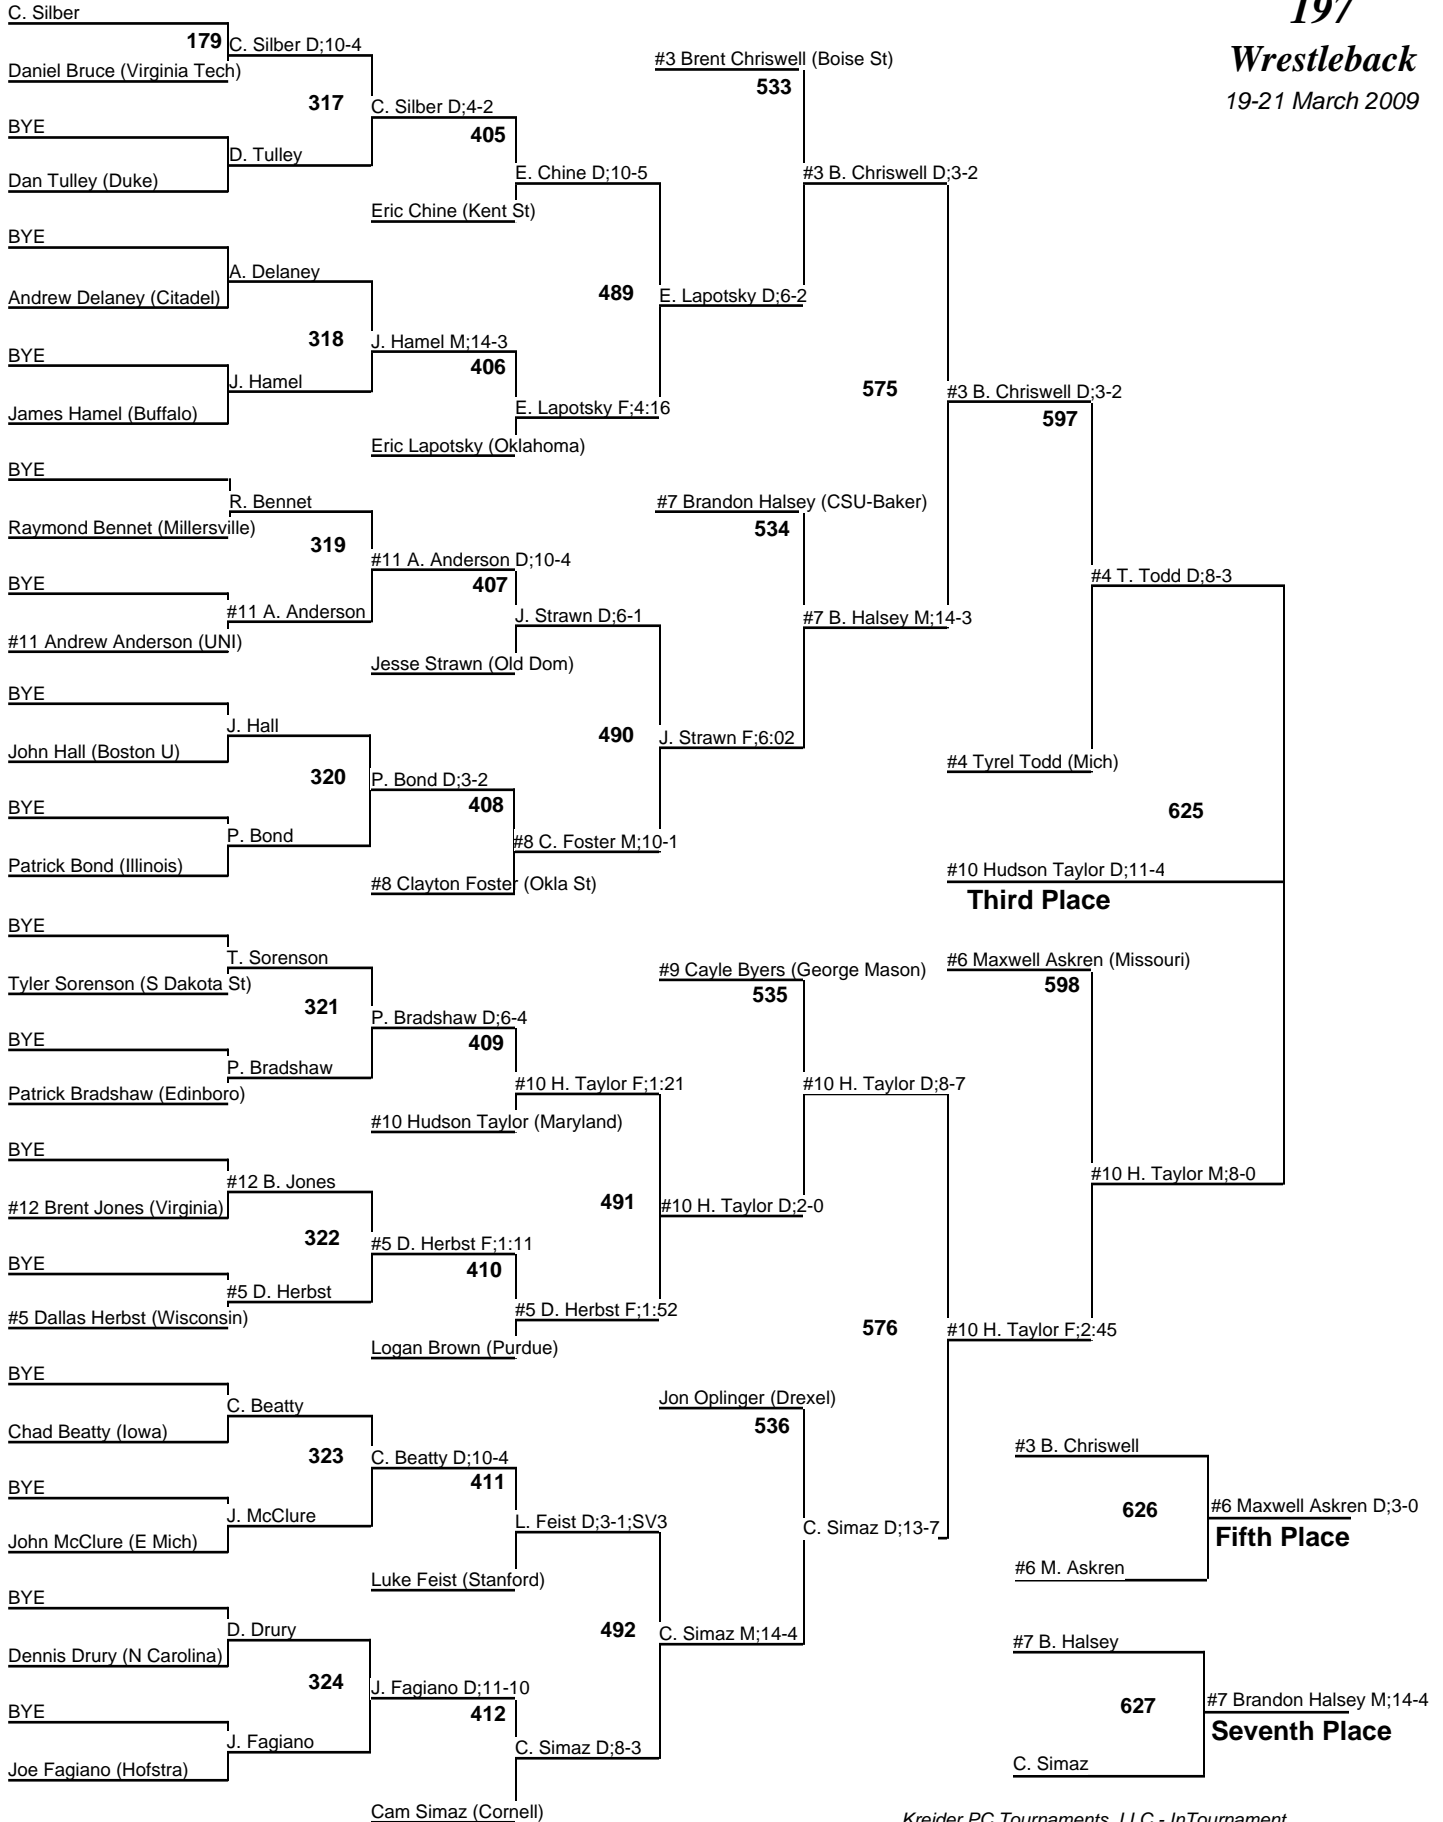 197
Wrestleback
19-21 March 2009
C. Silber
179
C. Silber D;10-4
Daniel Bruce (Virginia Tech)
317
C. Silber D;4-2
BYE
405
D. Tulley
Dan Tulley (Duke)
E. Chine D;10-5
Eric Chine (Kent St)
BYE
A. Delaney
Andrew Delaney (Citadel)
489
E. Lapotsky D;6-2
318
J. Hamel M;14-3
BYE
406
J. Hamel
James Hamel (Buffalo)
E. Lapotsky F;4:16
Eric Lapotsky (Oklahoma)
#3 Brent Chriswell (Boise St)
533
#3 B. Chriswell D;3-2
575
#3 B. Chriswell D;3-2
597
BYE
R. Bennet
Raymond Bennet (Millersville)
319
#11 A. Anderson D;10-4
BYE
407
#11 A. Anderson
#11 Andrew Anderson (UNI)
J. Strawn D;6-1
Jesse Strawn (Old Dom)
BYE
J. Hall
John Hall (Boston U)
490
J. Strawn F;6:02
320
P. Bond D;3-2
BYE
408
P. Bond
Patrick Bond (Illinois)
#8 C. Foster M;10-1
#8 Clayton Foster (Okla St)
#7 Brandon Halsey (CSU-Baker)
534
#7 B. Halsey M;14-3
#4 T. Todd D;8-3
#4 Tyrel Todd (Mich)
625
#10 Hudson Taylor D;11-4
Third Place
BYE
T. Sorenson
Tyler Sorenson (S Dakota St)
321
P. Bradshaw D;6-4
BYE
409
P. Bradshaw
Patrick Bradshaw (Edinboro)
#10 H. Taylor F;1:21
#10 Hudson Taylor (Maryland)
BYE
#12 B. Jones
#12 Brent Jones (Virginia)
491
#10 H. Taylor D;2-0
322
#5 D. Herbst F;1:11
BYE
410
#5 D. Herbst
#5 Dallas Herbst (Wisconsin)
#5 D. Herbst F;1:52
Logan Brown (Purdue)
#9 Cayle Byers (George Mason)
535
#10 H. Taylor D;8-7
#6 Maxwell Askren (Missouri)
598
#10 H. Taylor M;8-0
576
#10 H. Taylor F;2:45
BYE
C. Beatty
Chad Beatty (Iowa)
323
C. Beatty D;10-4
BYE
411
J. McClure
John McClure (E Mich)
L. Feist D;3-1;SV3
Luke Feist (Stanford)
BYE
D. Drury
Dennis Drury (N Carolina)
492
C. Simaz M;14-4
324
J. Fagiano D;11-10
BYE
412
J. Fagiano
Joe Fagiano (Hofstra)
C. Simaz D;8-3
Cam Simaz (Cornell)
Jon Oplinger (Drexel)
536
C. Simaz D;13-7
#3 B. Chriswell
626
#6 Maxwell Askren D;3-0
Fifth Place
#6 M. Askren
#7 B. Halsey
627
#7 Brandon Halsey M;14-4
Seventh Place
C. Simaz
Kreider PC Tournaments, LLC - InTournament